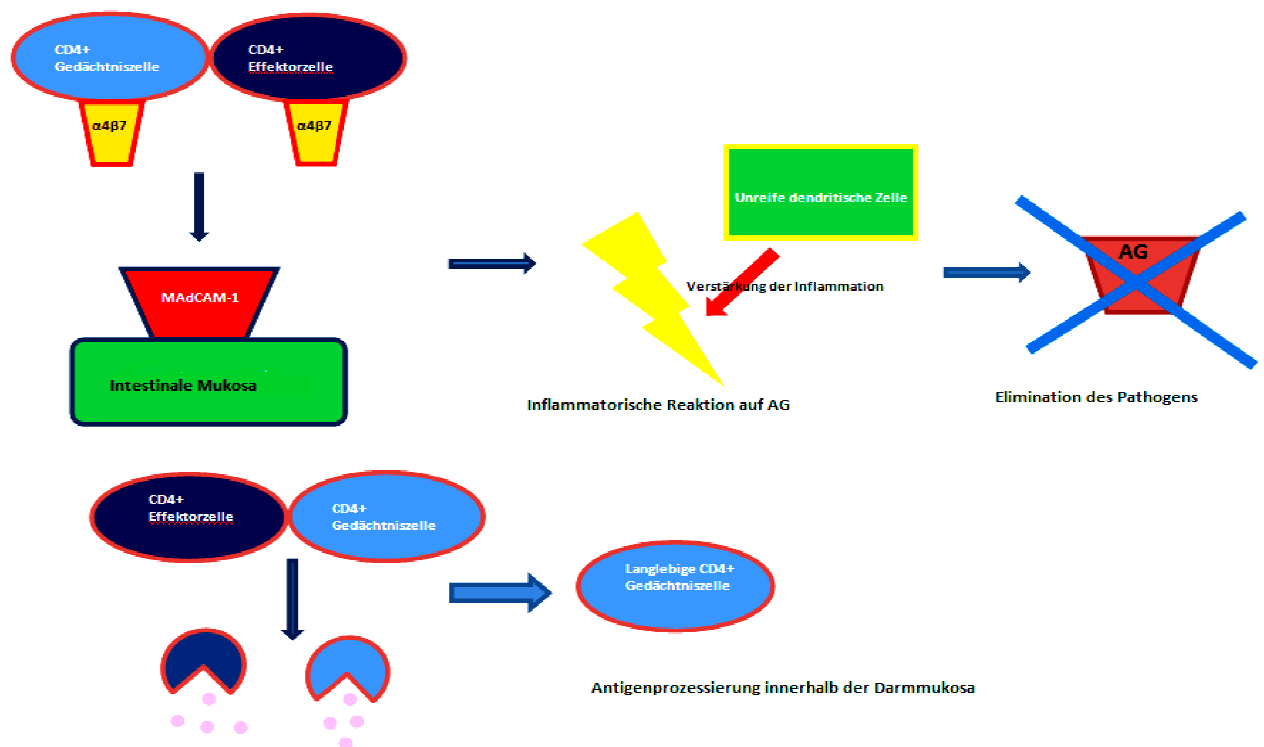 CD4+
Gedächtniszelle
CD4+
Effektorzelle
α4β7
α4β7
Unreife dendritische Zelle
AG
MAdCAM-1
Verstärkung der Inflammation
Intestinale Mukosa
Inflammatorische Reaktion auf AG
Elimination des Pathogens
CD4+
Effektorzelle
CD4+
Gedächtniszelle
Langlebige CD4+
Gedächtniszelle
Antigenprozessierung innerhalb der Darmmukosa